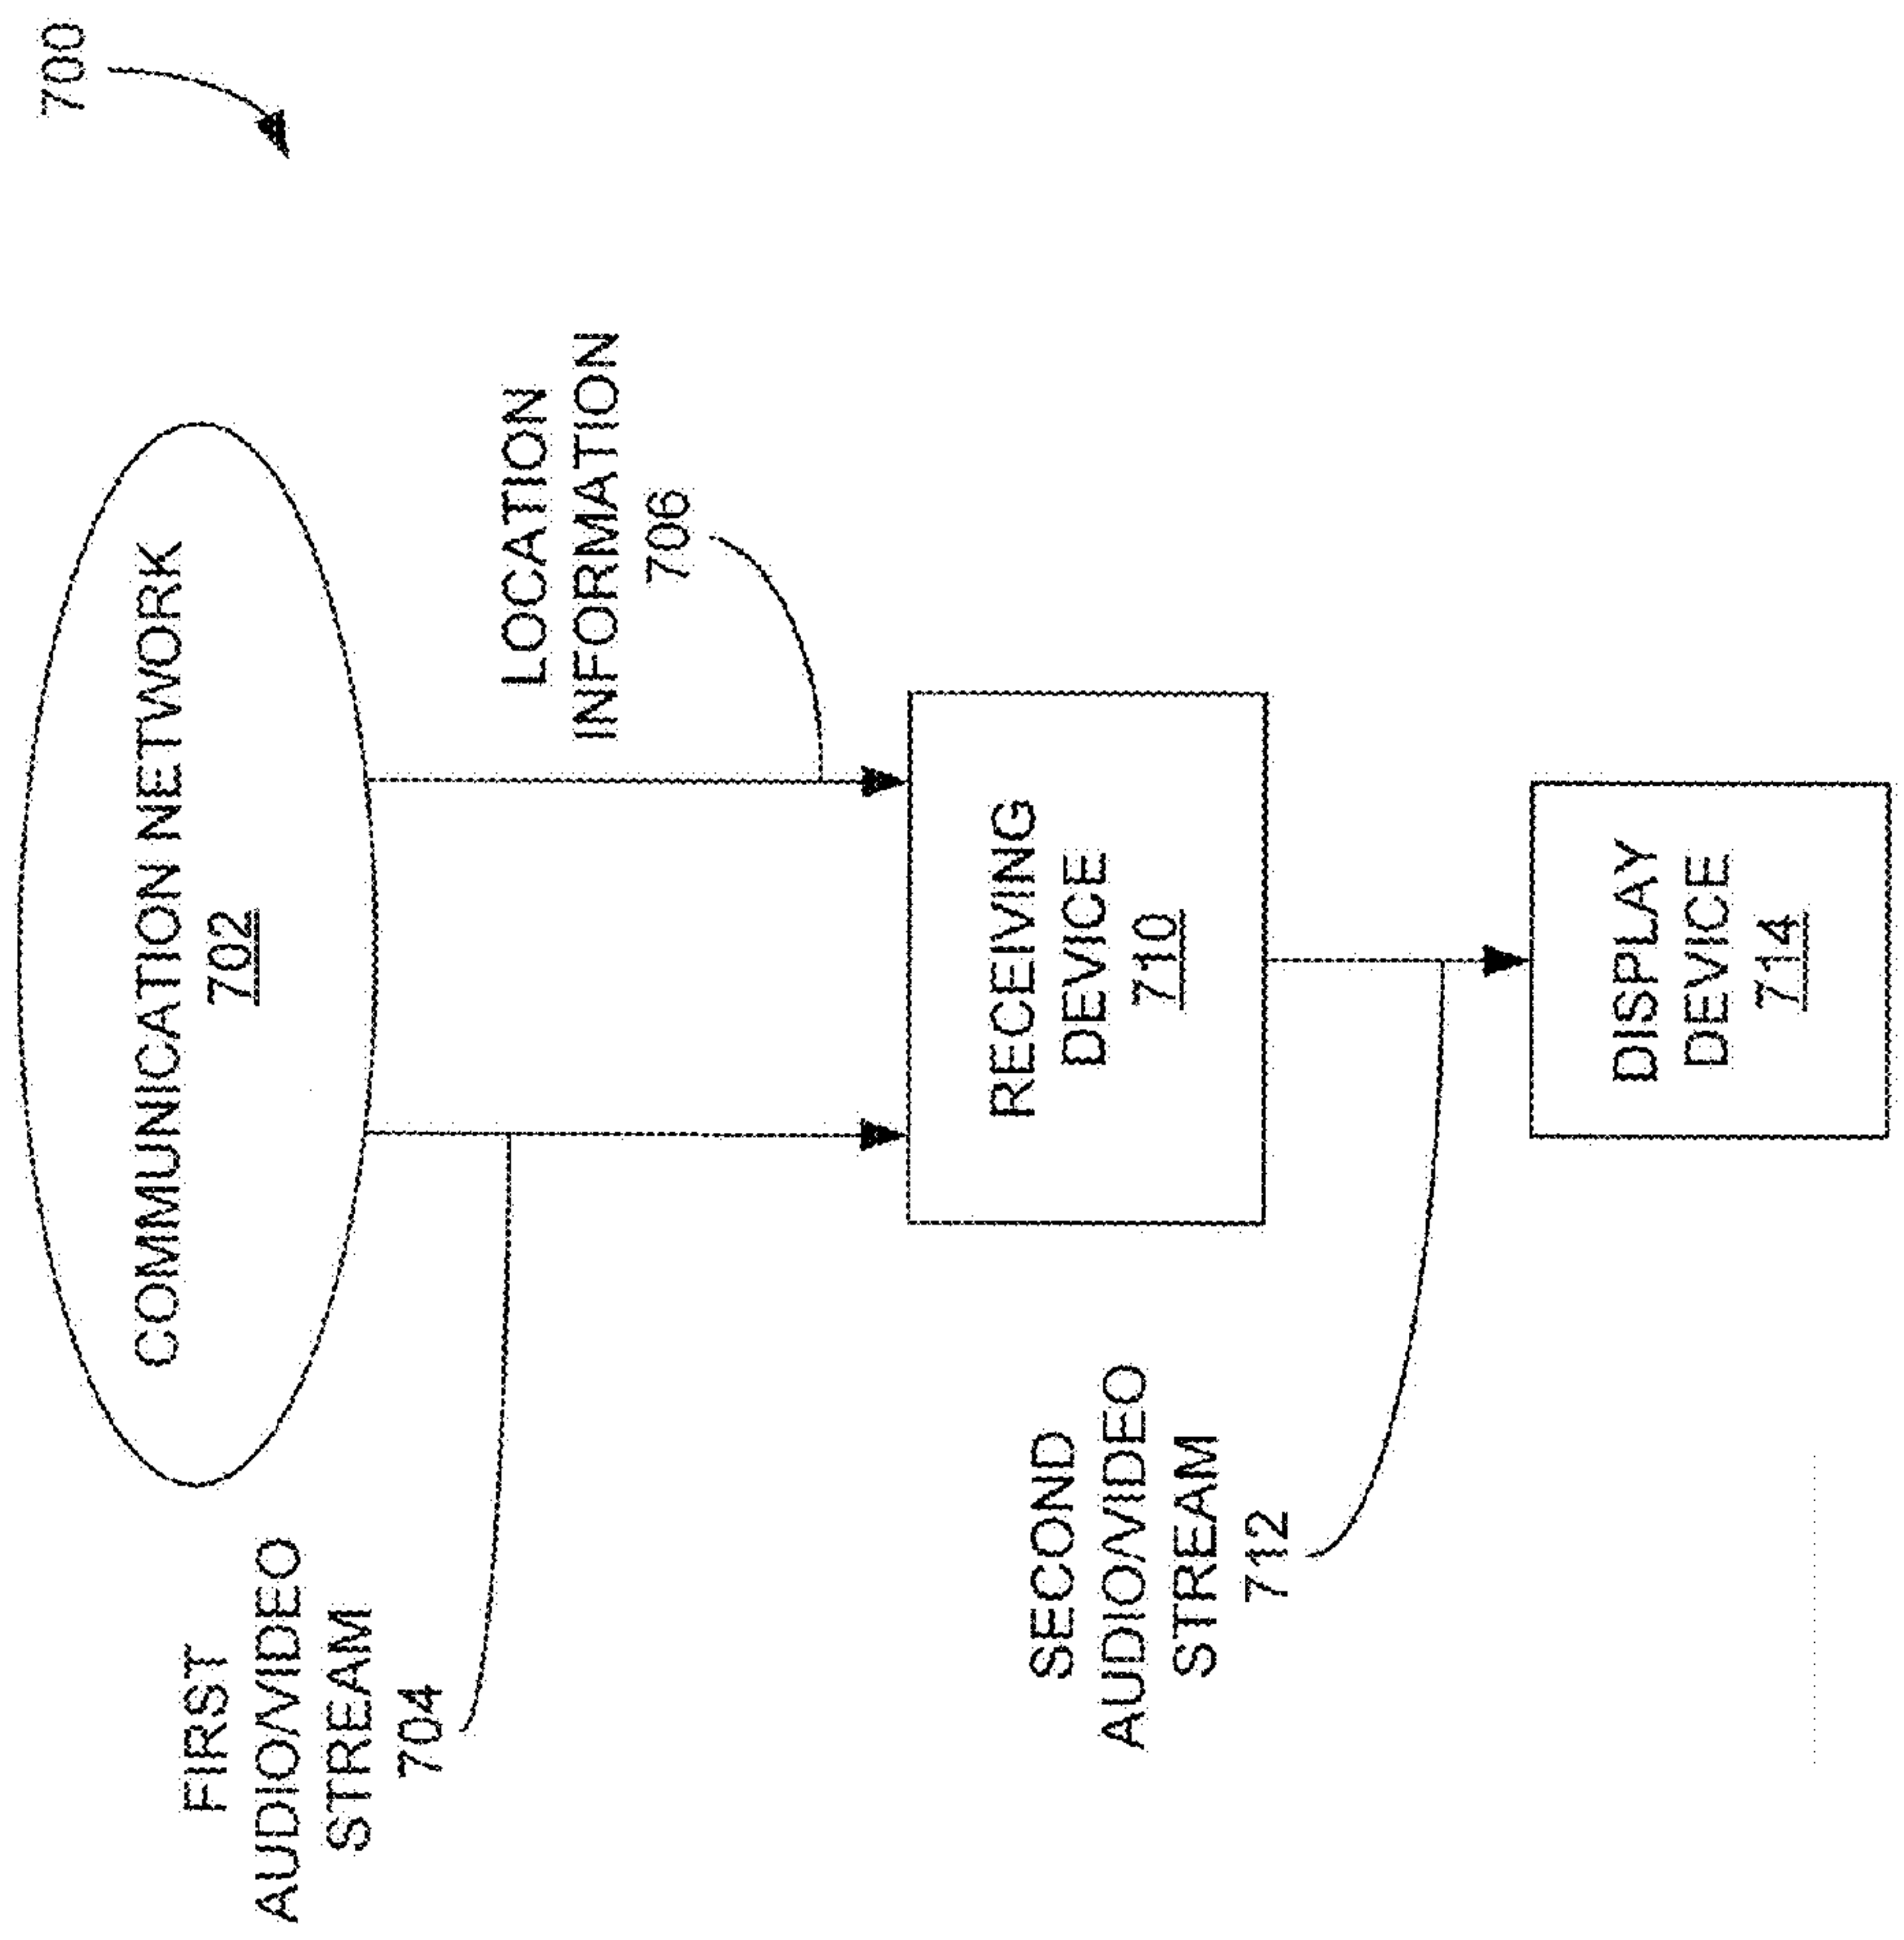 700
COMMUNICATION NETWORK
702
FIRST
AUDIO/VIDEO
STREAM
704
LOCATION
INFORMATION
706
RECEIVING
DEVICE
710
SECOND
AUDIO/VIDEO
STREAM
712
DISPLAY
DEVICE
714